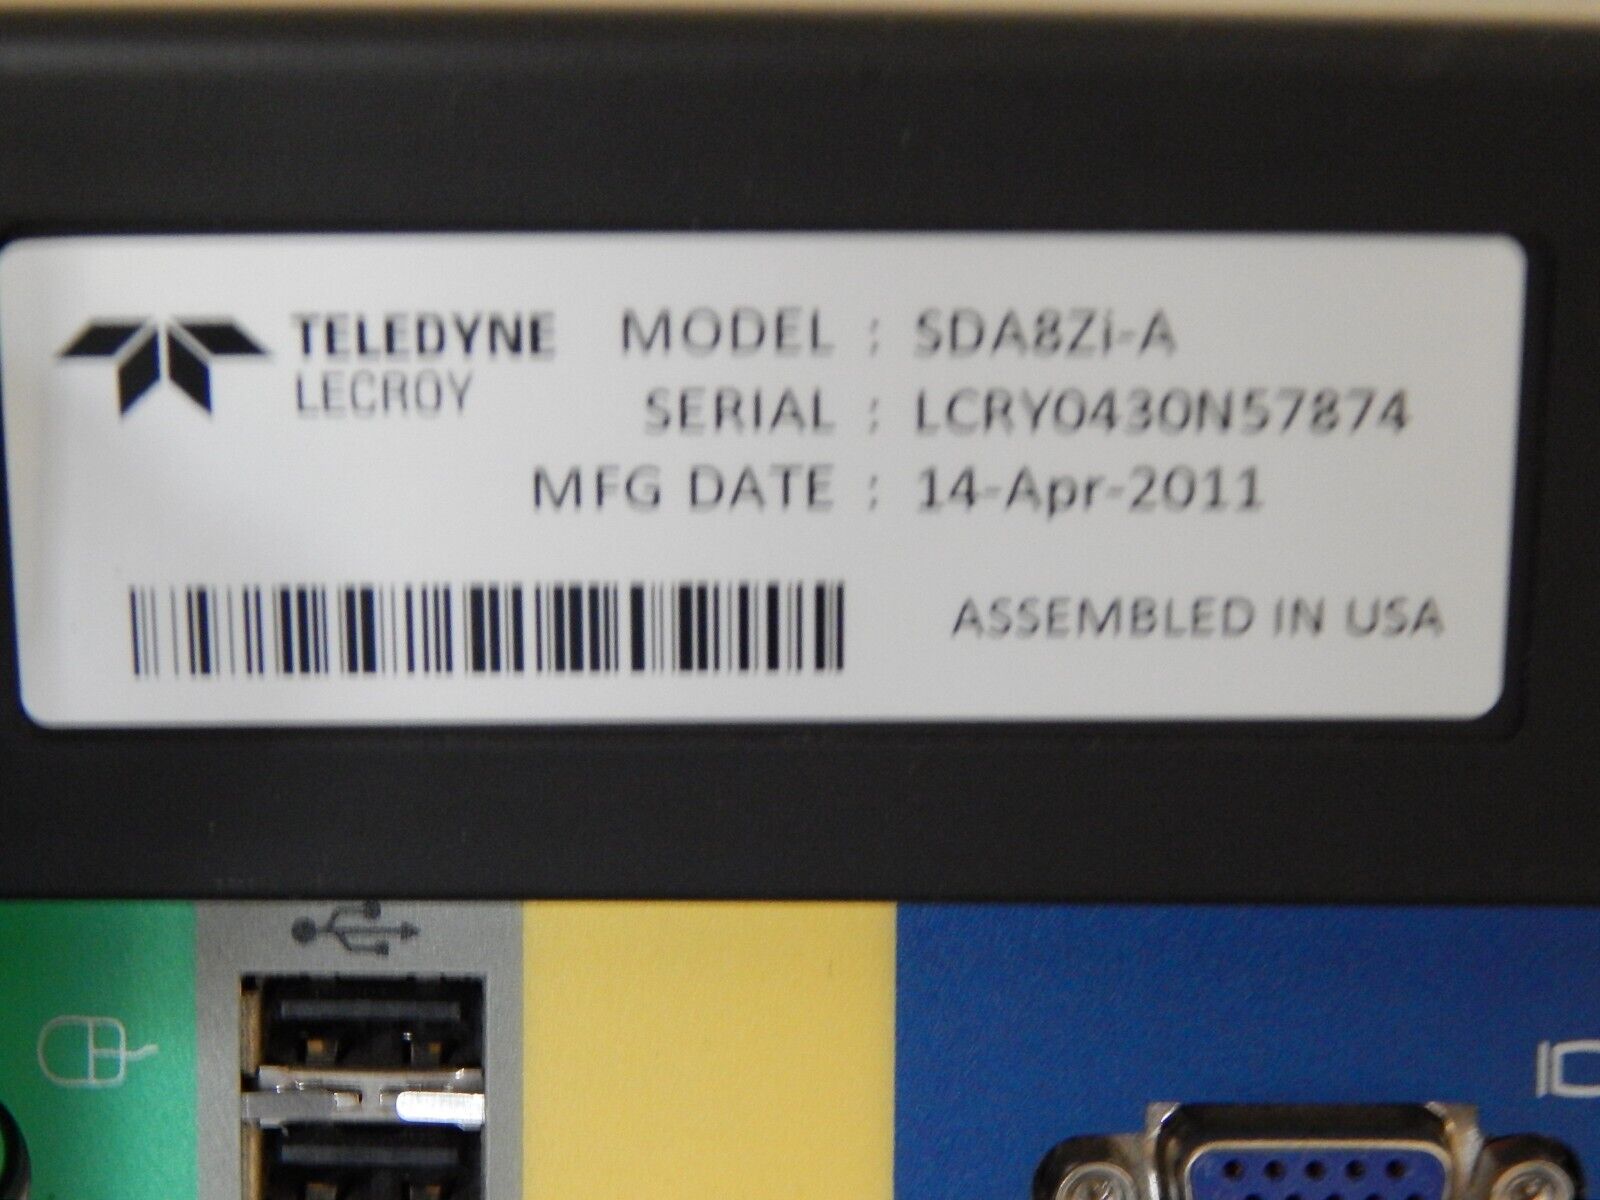 TELEDYNE
LECROY
MODEL : SDA8Zi-A
SERIAL : LCRY0430N57874
MFG DATE : 14-Apr-2011
ASSEMBLED IN USA